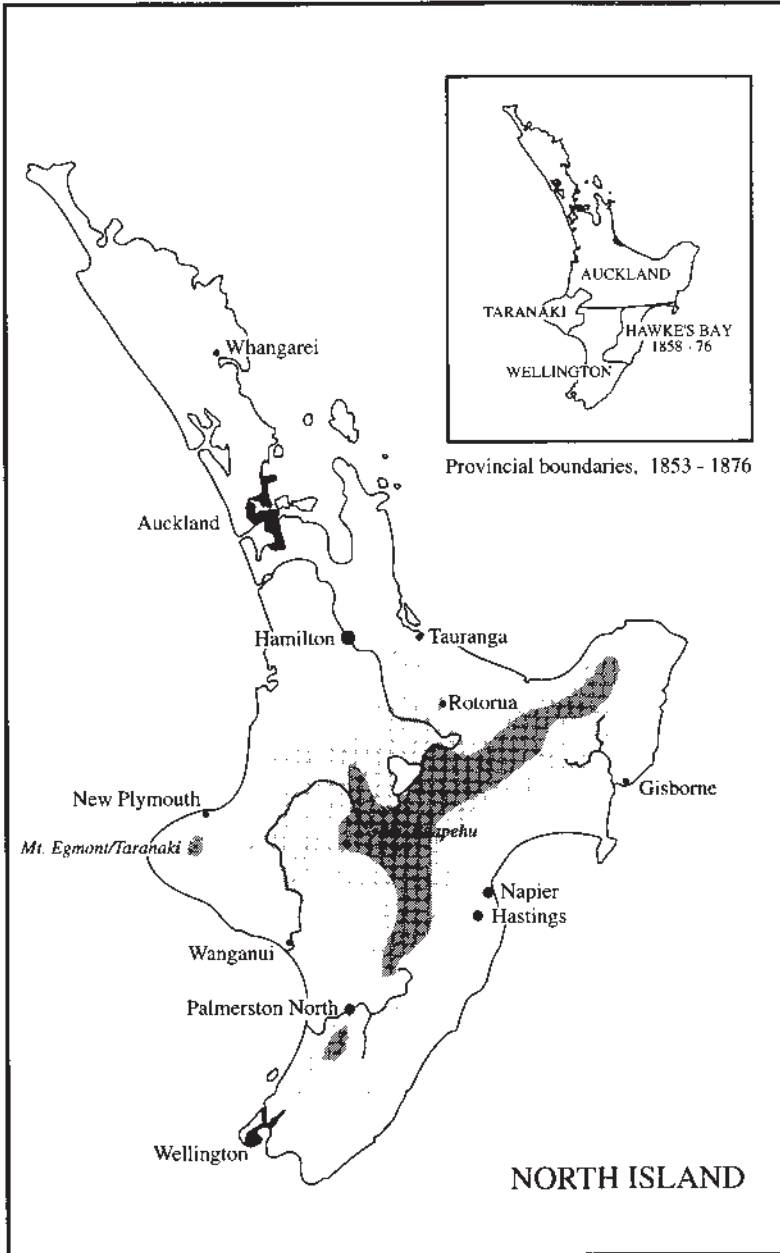 AUCKLAND
TARANAKI
HAWKE'S BAY
1858 - 76
WELLINGTON
Provincial boundaries, 1853 - 1876
Whangarei
Auckland
Hamilton
Tauranga
Rotorua
Gisborne
New Plymouth
Mt. Egmont/Taranaki
Napier
Hastings
Wanganui
Palmerston North
Wellington
NORTH ISLAND